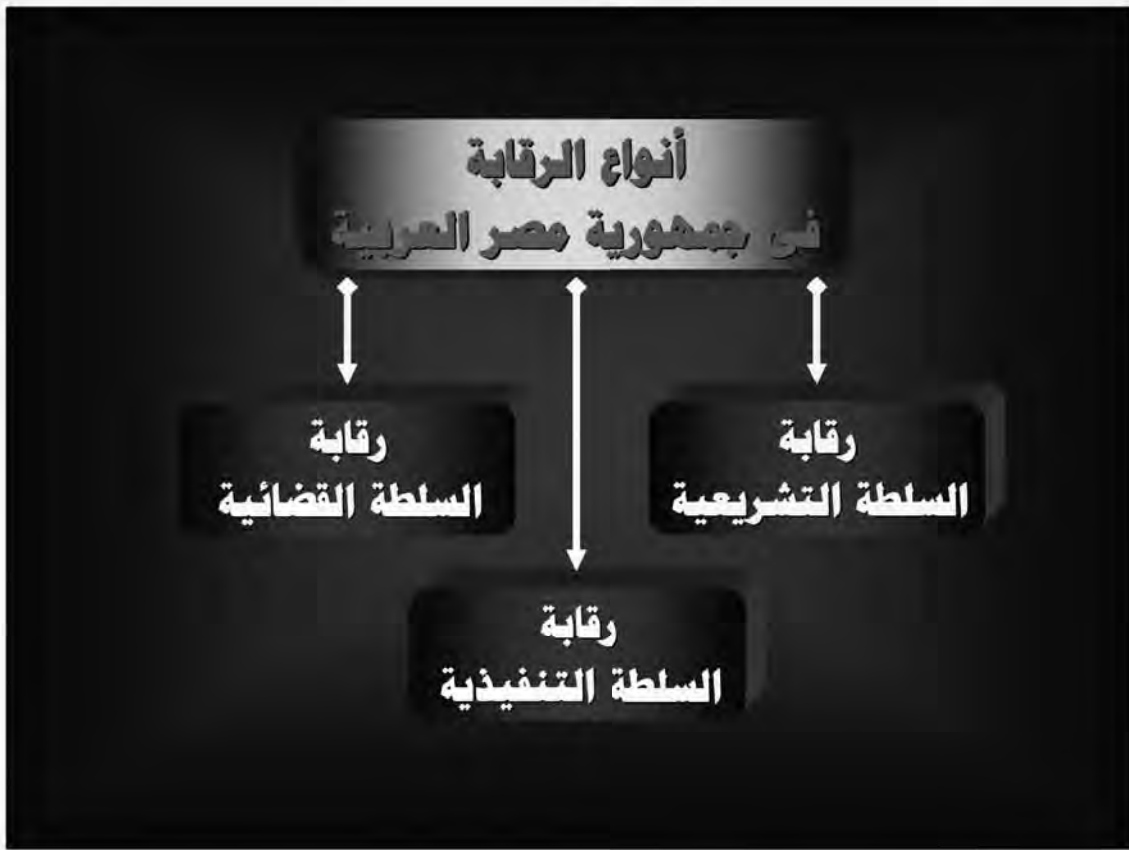 أنواع الرقابة
فى جمهورية مصر العربية
رقابة
السلطة التشريعية
رقابة
السلطة القضائية
رقابة
السلطة التنفيذية